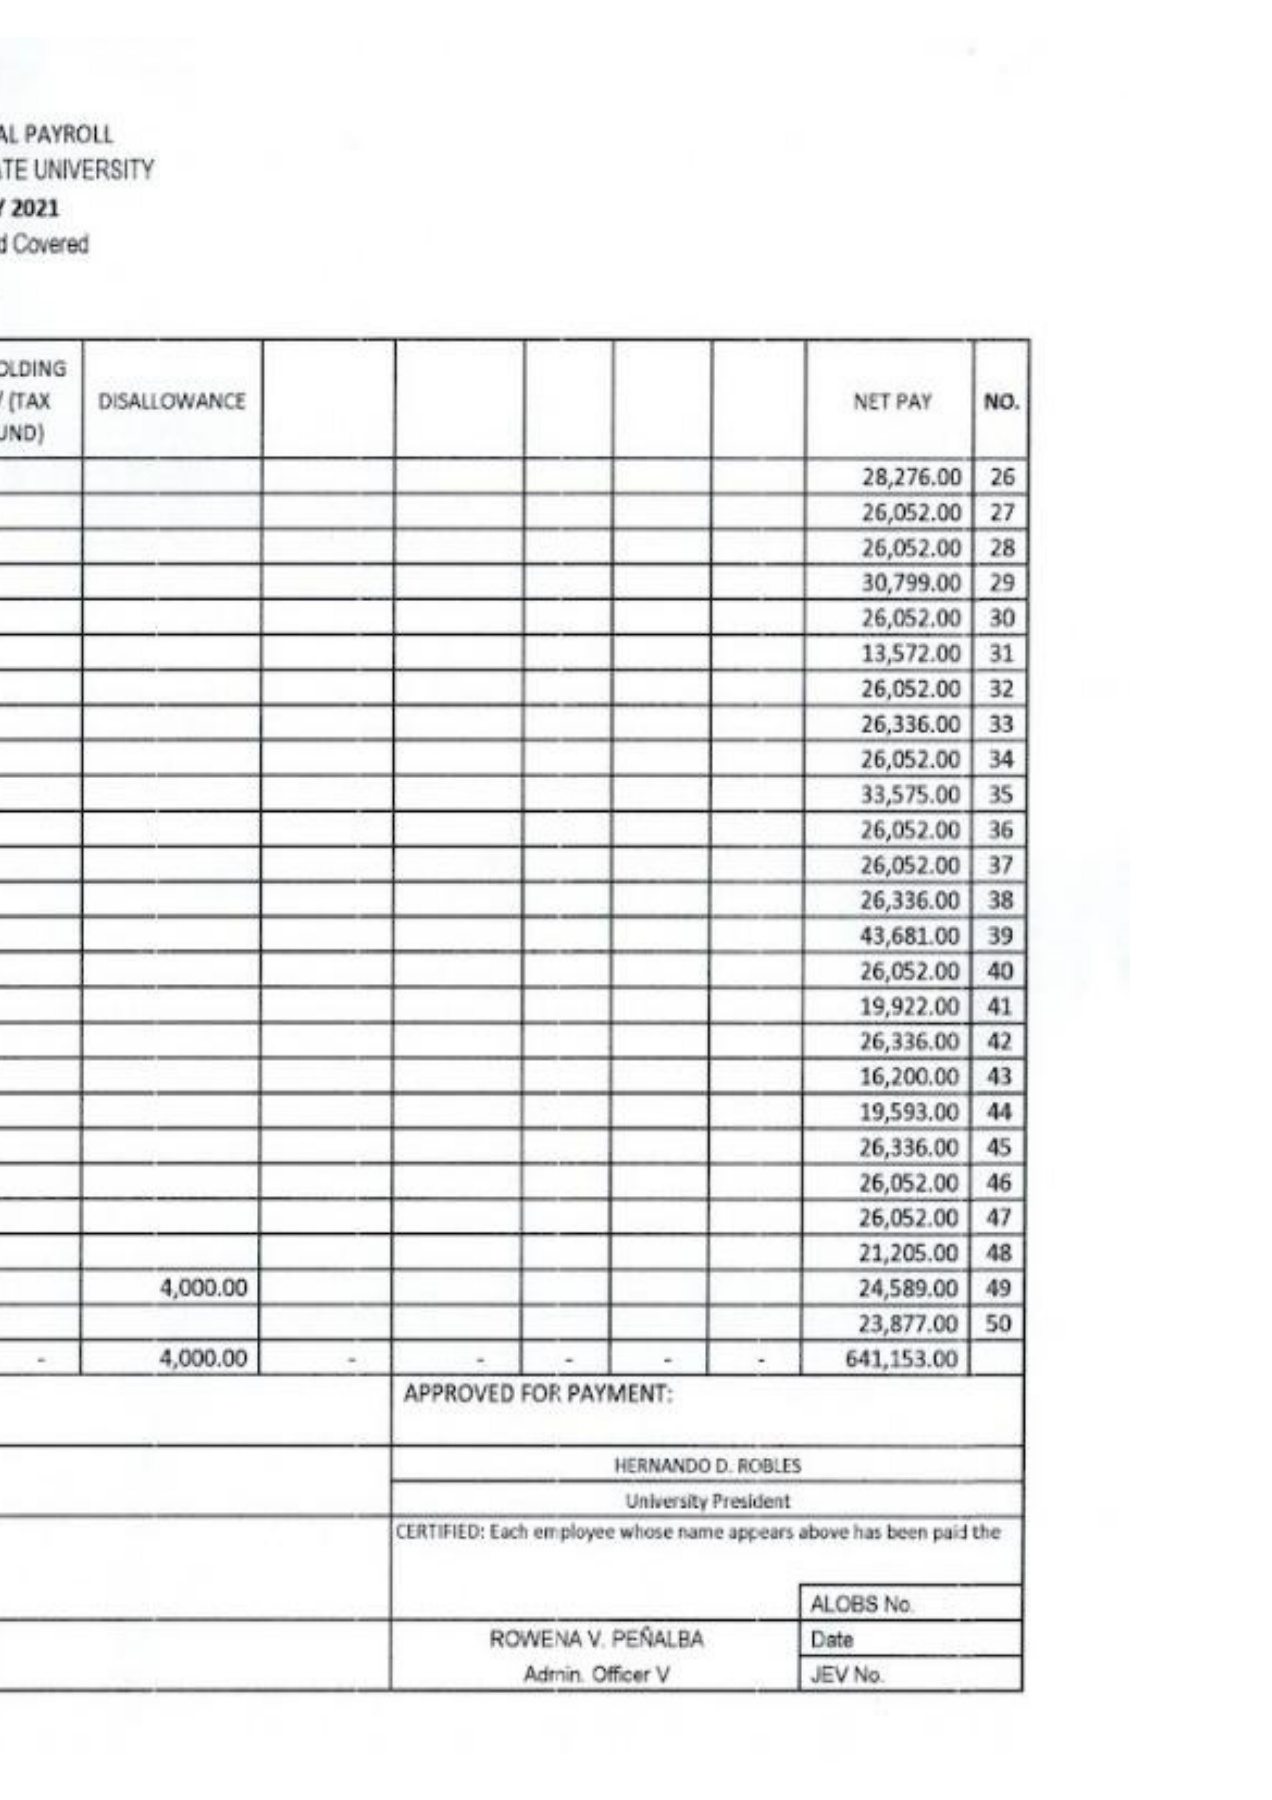 AL PAYROLL
ATE UNIVERSITY
Y 2021
d Covered
OLDING
/ (TAX DISALLOWANCE NET PAY NO.
UND)
28,276.00 26
26,052.00 27
26,052.00 28
30,799.00 29
26,052.00 30
13,572.00 31
26,052.00 32
26,336.00 33
26,052.00 34
33,575.00 35
26,052.00 36
26,052.00 37
26,336.00 38
43,681.00 39
26,052.00 40
19,922.00 41
26,336.00 42
16,200.00 43
19,593.00 44
26,336.00 45
26,052.00 46
26,052.00 47
21,205.00 48
4,000.00 24,589.00 49
23,877.00 50
- 4,000.00 - - - - - 641,153.00
APPROVED FOR PAYMENT:
HERNANDO D. ROBLES
University President
CERTIFIED: Each employee whose name appears above has been paid the
ALOBS No.
ROWENA V. PEÑALBA Date
Admin. Officer V JEV No.